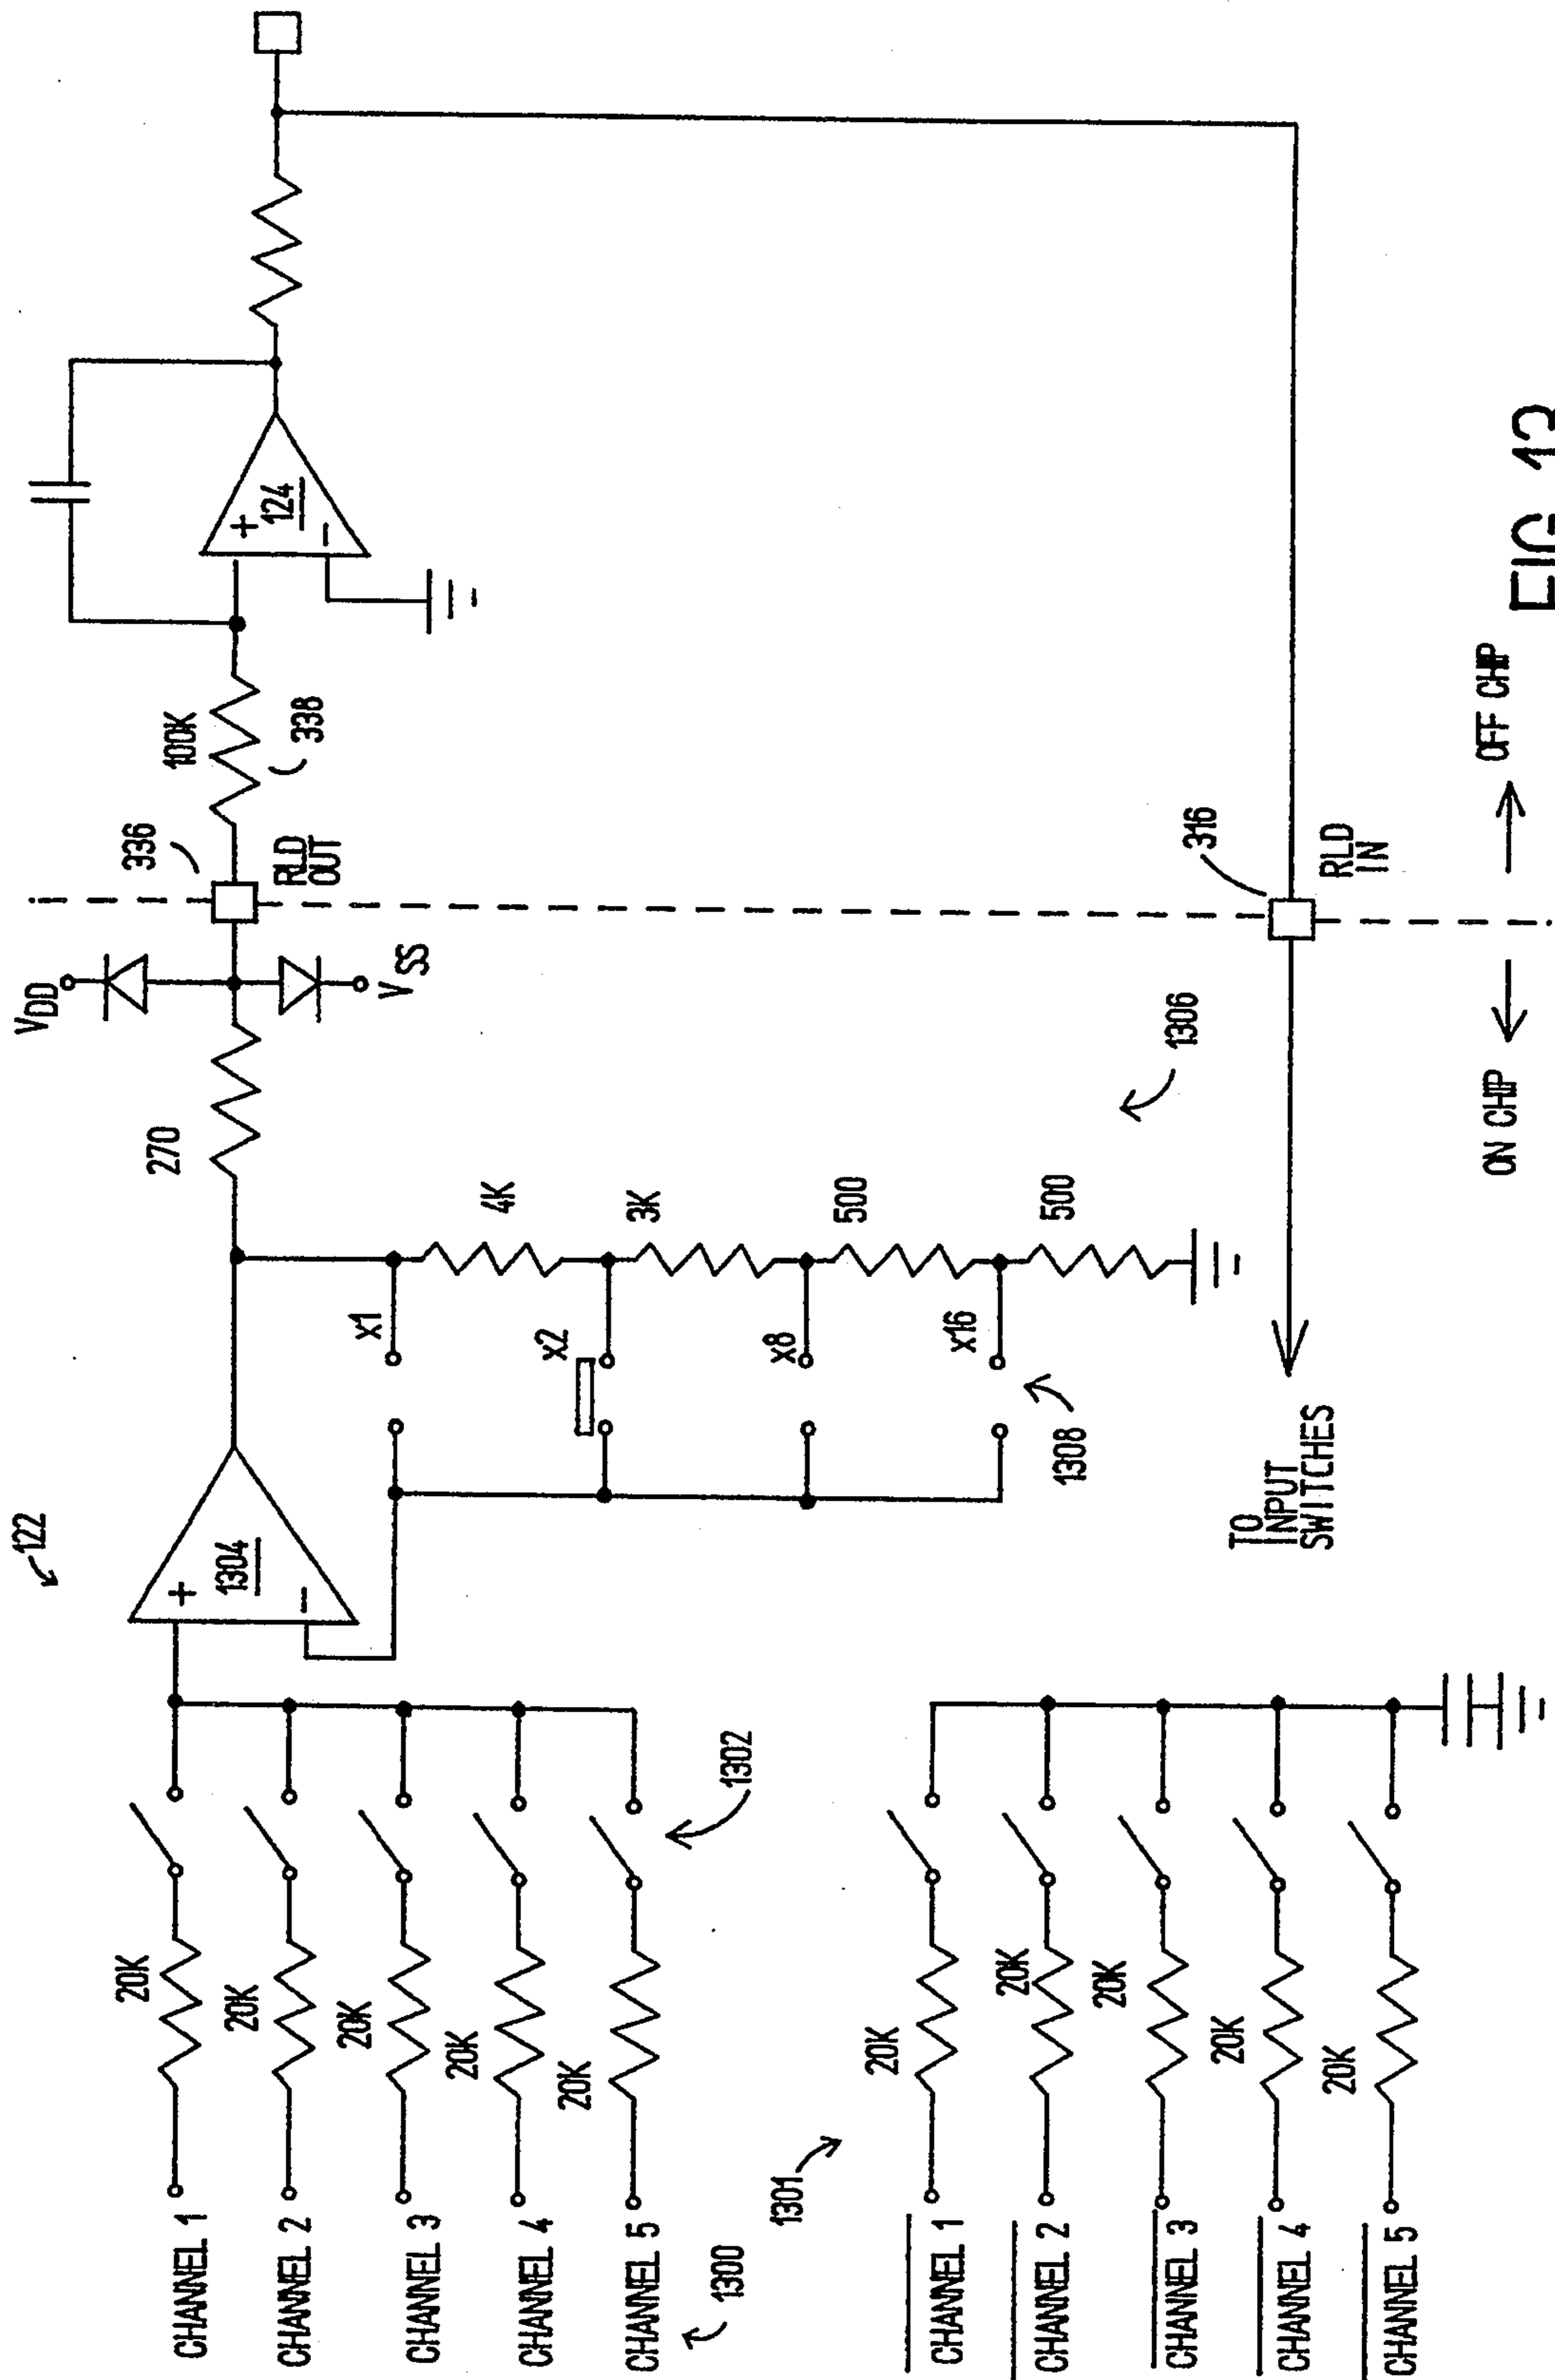 122
CHANNEL 1
20K
CHANNEL 2
20K
CHANNEL 3
20K
CHANNEL 4
20K
CHANNEL 5
20K
1300
1302
+
1304
-
270
VDD
VSS
336
RLD
OUT
100K
338
+
124
-
x1
4K
x2
3K
x8
500
x16
500
1308
1306
1301
CHANNEL 1
20K
CHANNEL 2
20K
CHANNEL 3
20K
CHANNEL 4
20K
CHANNEL 5
20K
TO
INPUT
SWITCHES
316
RLD
IN
ON CHIP
OFF CHIP
FIG